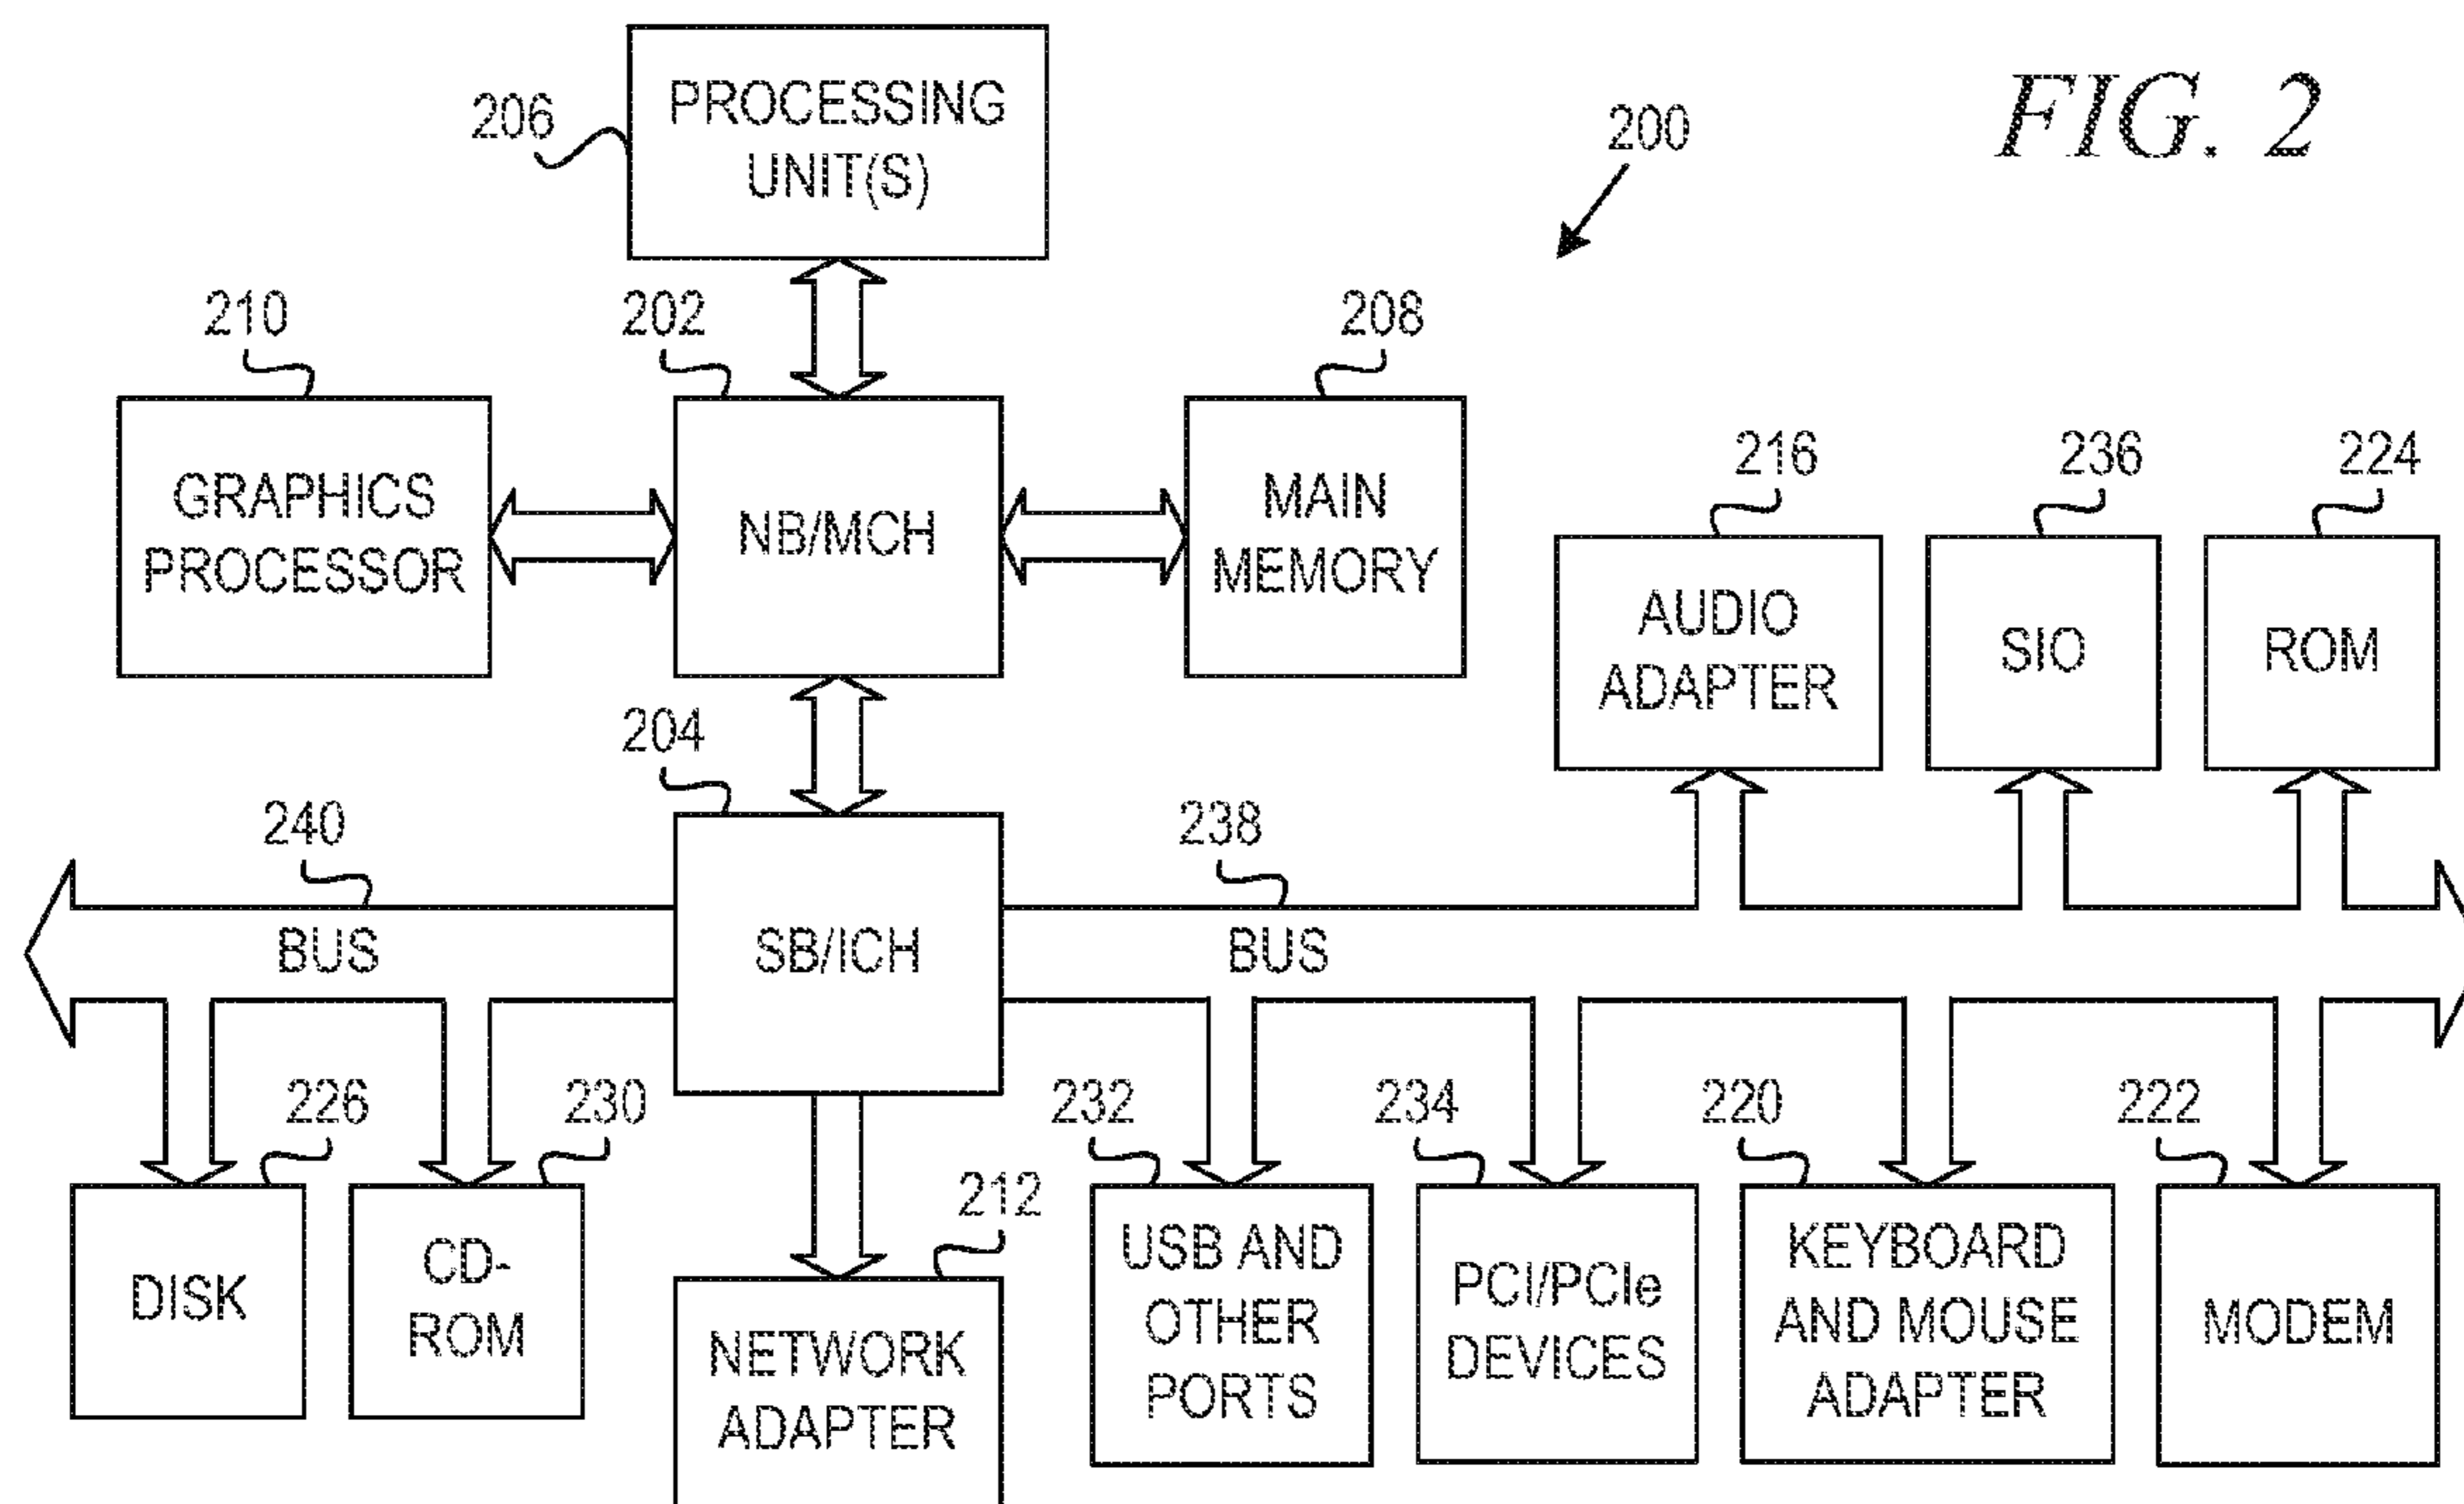 FIG. 2
200
206
PROCESSING
UNIT(S)
210
202
208
GRAPHICS
PROCESSOR
NB/MCH
MAIN
MEMORY
216
236
224
AUDIO
ADAPTER
SIO
ROM
204
240
238
BUS
SB/ICH
BUS
226
230
232
234
220
222
212
DISK
CD-
ROM
NETWORK
ADAPTER
USB AND
OTHER
PORTS
PCI/PCIe
DEVICES
KEYBOARD
AND MOUSE
ADAPTER
MODEM